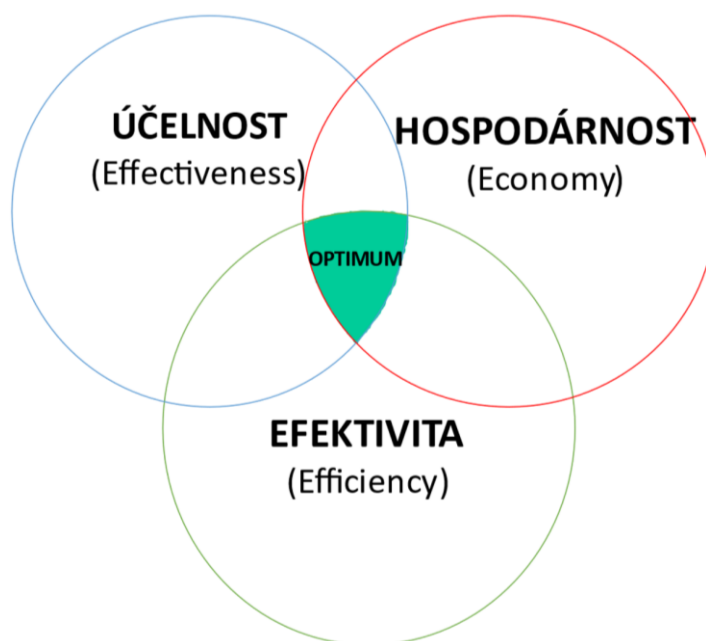 ÚČELNOST
(Effectiveness)
HOSPODÁRNOST
(Economy)
OPTIMUM
EFEKTIVITA
(Efficiency)